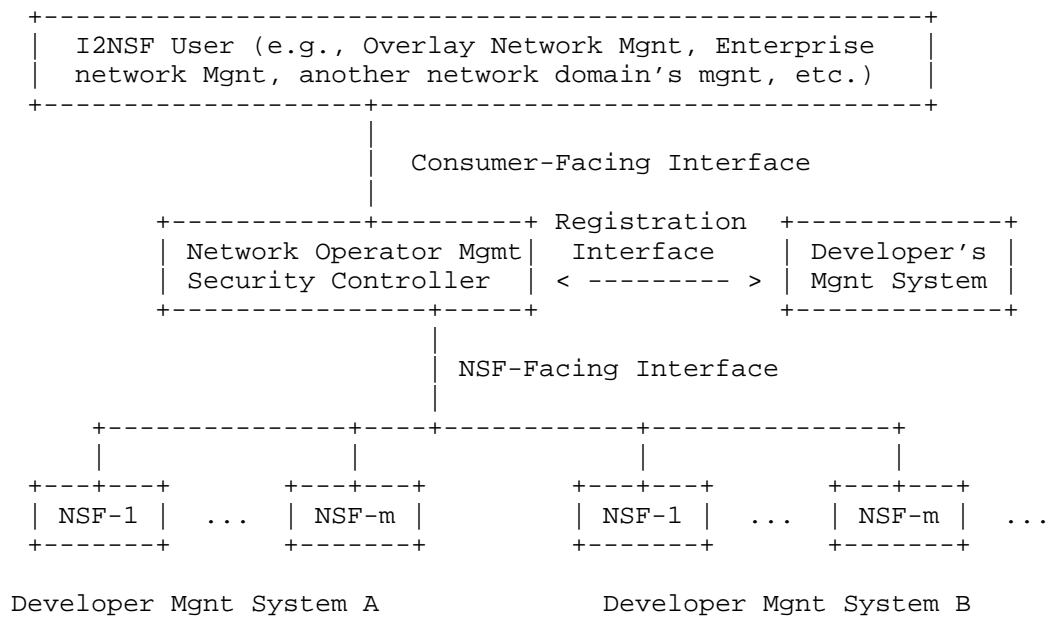 I2NSF User (e.g., Overlay Network Mgnt, Enterprise
network Mgnt, another network domain's mgnt, etc.)
Consumer-Facing Interface
Registration
Network Operator Mgmt Interface Developer's
Security Controller < --------- > Mgnt System
NSF-Facing Interface
NSF-1 ... NSF-m NSF-1 ... NSF-m ...
Developer Mgnt System A Developer Mgnt System B